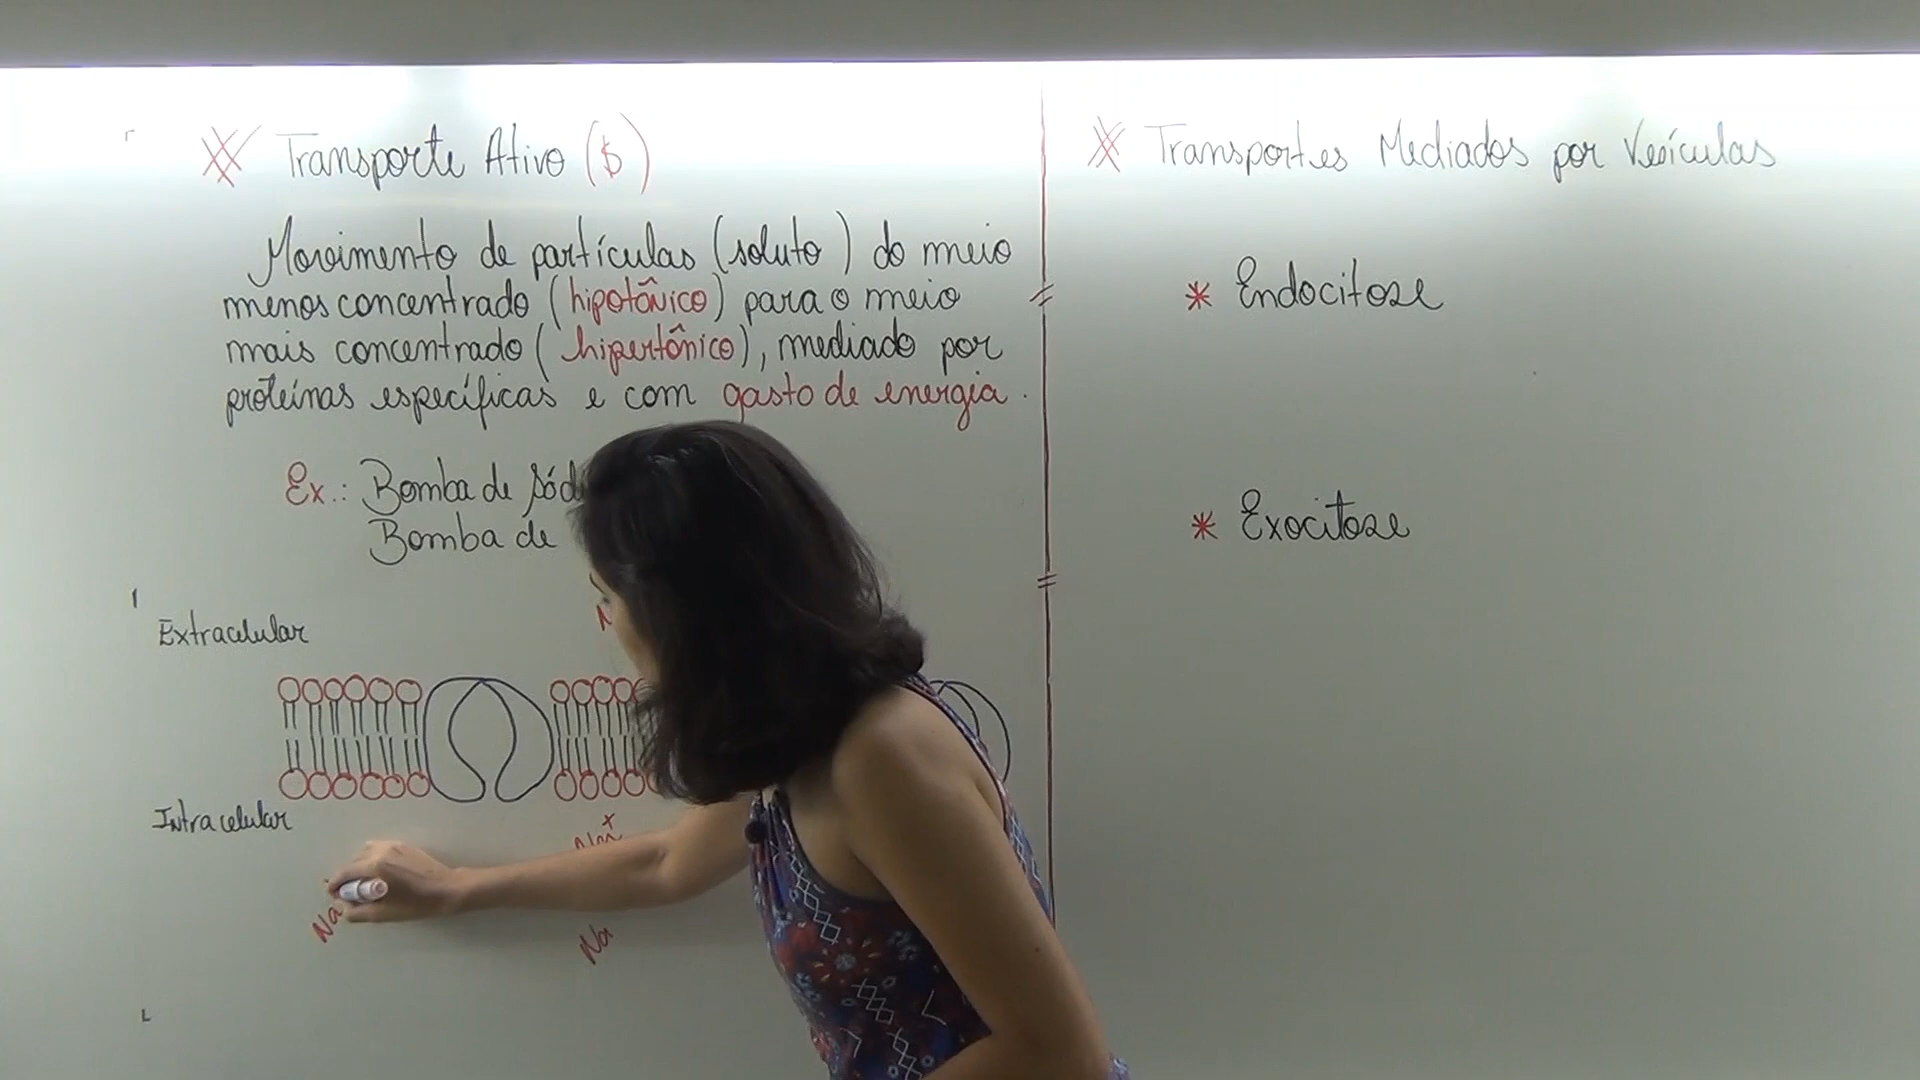 Transporte Ativo ($)
Movimento de partículas (soluto) do meio
menos concentrado (hipotônico) para o meio
mais concentrado (hipertônico), mediado por
proteínas específicas e com gasto de energia.
Ex.: Bomba de Sód
Bomba de
Extracelular
Intracelular
Na
Na
Transportes Mediados por Vesículas
* Endocitose
* Exocitose